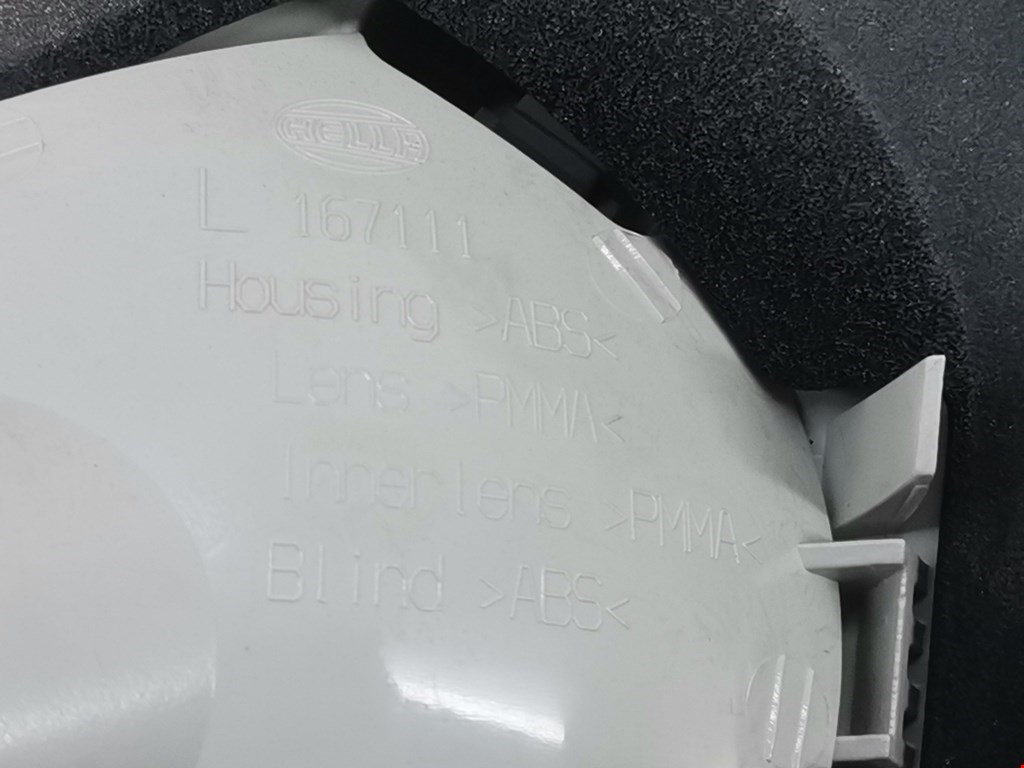 HELLA
L 167111
Housing >ABS<
Lens >PMMA<
Innerlens >PMMA<
Blind >ABS<